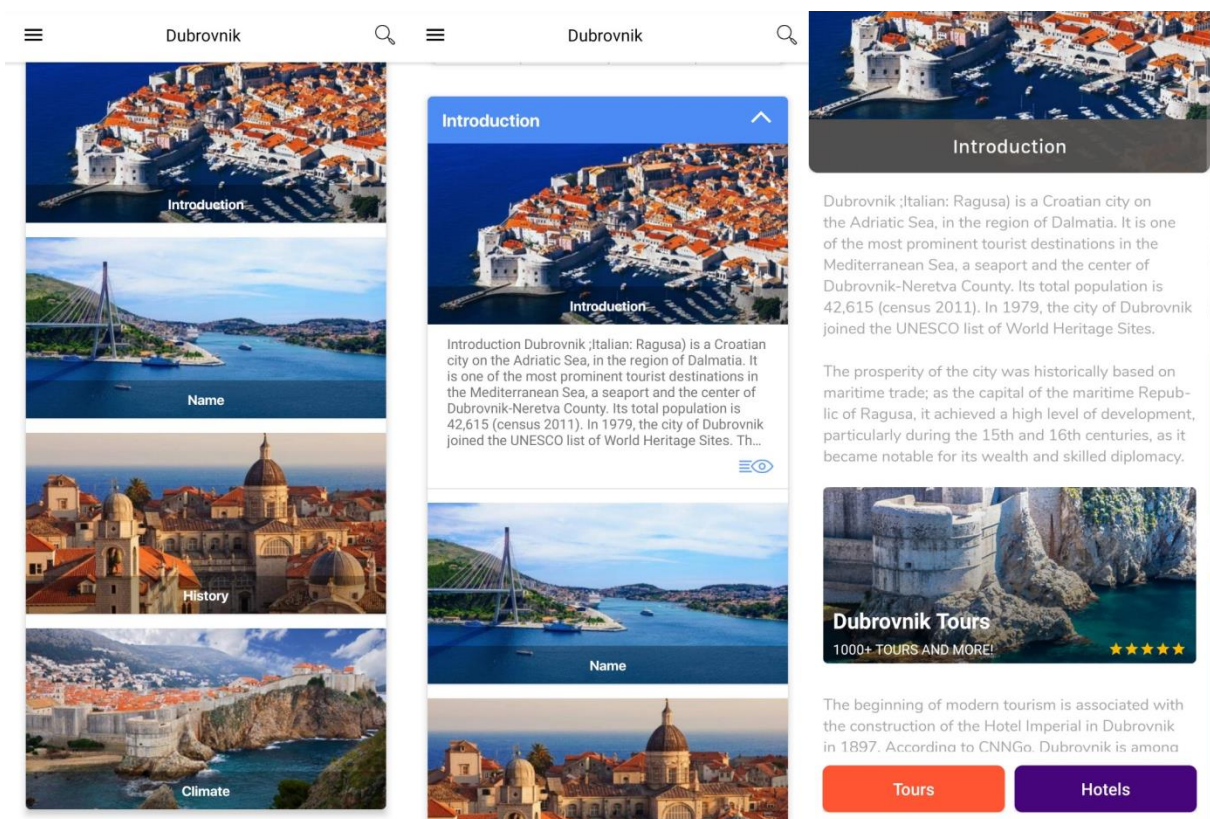 Dubrovnik
Introduction
Name
History
Climate
Dubrovnik
Introduction
Introduction
Introduction Dubrovnik ;Italian: Ragusa) is a Croatian
city on the Adriatic Sea, in the region of Dalmatia. It
is one of the most prominent tourist destinations in
the Mediterranean Sea, a seaport and the center of
Dubrovnik-Neretva County. Its total population is
42,615 (census 2011). In 1979, the city of Dubrovnik
joined the UNESCO list of World Heritage Sites. Th...
Name
Introduction
Dubrovnik ;Italian: Ragusa) is a Croatian city on
the Adriatic Sea, in the region of Dalmatia. It is one
of the most prominent tourist destinations in the
Mediterranean Sea, a seaport and the center of
Dubrovnik-Neretva County. Its total population is
42,615 (census 2011). In 1979, the city of Dubrovnik
joined the UNESCO list of World Heritage Sites.
The prosperity of the city was historically based on
maritime trade; as the capital of the maritime Repub-
lic of Ragusa, it achieved a high level of development,
particularly during the 15th and 16th centuries, as it
became notable for its wealth and skilled diplomacy.
Dubrovnik Tours
1000+ TOURS AND MORE!
The beginning of modern tourism is associated with
the construction of the Hotel Imperial in Dubrovnik
in 1897. According to CNNGo, Dubrovnik is among
Tours
Hotels